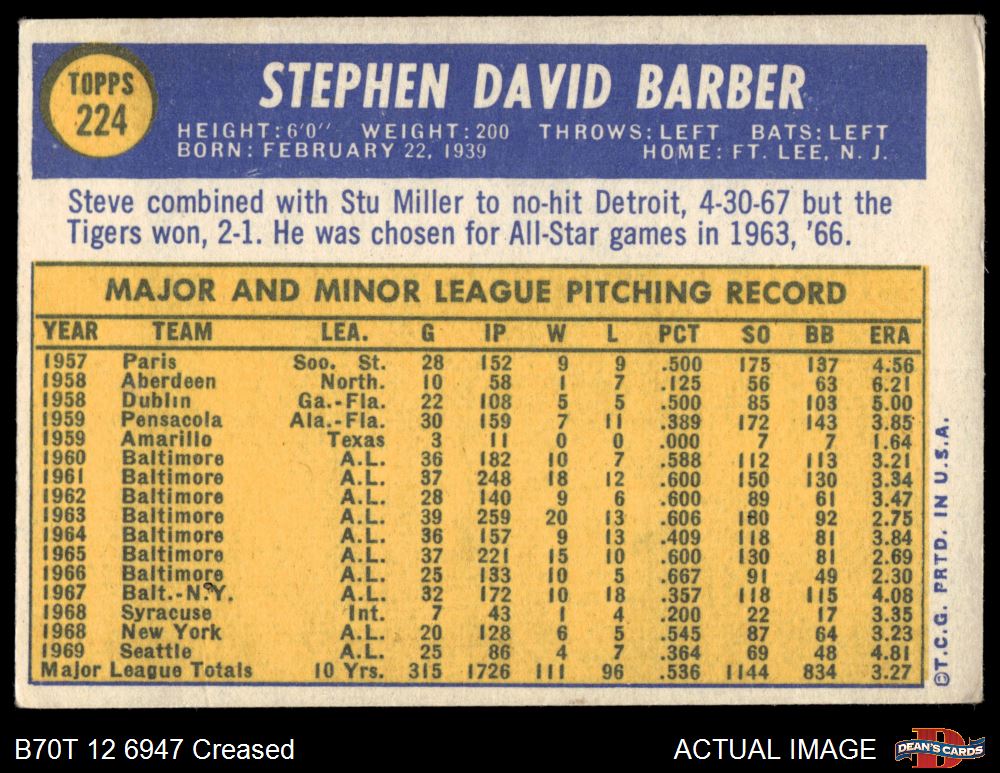 TOPPS
224
STEPHEN DAVID BARBER
HEIGHT: 6'0" WEIGHT: 200 THROWS: LEFT BATS: LEFT
BORN: FEBRUARY 22, 1939 HOME: FT. LEE, N. J.
Steve combined with Stu Miller to no-hit Detroit, 4-30-67 but the
Tigers won, 2-1. He was chosen for All-Star games in 1963, '66.
MAJOR AND MINOR LEAGUE PITCHING RECORD
YEAR TEAM LEA. G IP W L PCT SO BB ERA
1957 Paris Soo. St. 28 152 9 9 .500 175 137 4.56
1958 Aberdeen North. 10 58 1 7 .125 56 63 6.21
1958 Dublin Ga.-Fla. 22 108 5 5 .500 85 103 5.00
1959 Pensacola Ala.-Fla. 30 159 7 11 .389 172 143 3.85
1959 Amarillo Texas 3 11 0 0 .000 7 7 1.64
1960 Baltimore A.L. 36 182 10 7 .588 112 113 3.21
1961 Baltimore A.L. 37 248 18 12 .600 150 130 3.34
1962 Baltimore A.L. 28 140 9 6 .600 89 61 3.47
1963 Baltimore A.L. 39 259 20 13 .606 180 92 2.75
1964 Baltimore A.L. 36 157 9 13 .409 118 81 3.84
1965 Baltimore A.L. 37 221 15 10 .600 130 81 2.69
1966 Baltimore A.L. 25 133 10 5 .667 91 49 2.30
1967 Balt.-N.Y. A.L. 32 172 10 18 .357 118 115 4.08
1968 Syracuse Int. 7 43 1 4 .200 22 17 3.35
1968 New York A.L. 20 128 6 5 .545 87 64 3.23
1969 Seattle A.L. 25 86 4 7 .364 69 48 4.81
Major League Totals 10 Yrs. 315 1726 111 96 .536 1144 834 3.27
©T.C.G. PRTD. IN U.S.A.
B70T 12 6947 Creased
ACTUAL IMAGE
D
DEAN'S CARDS